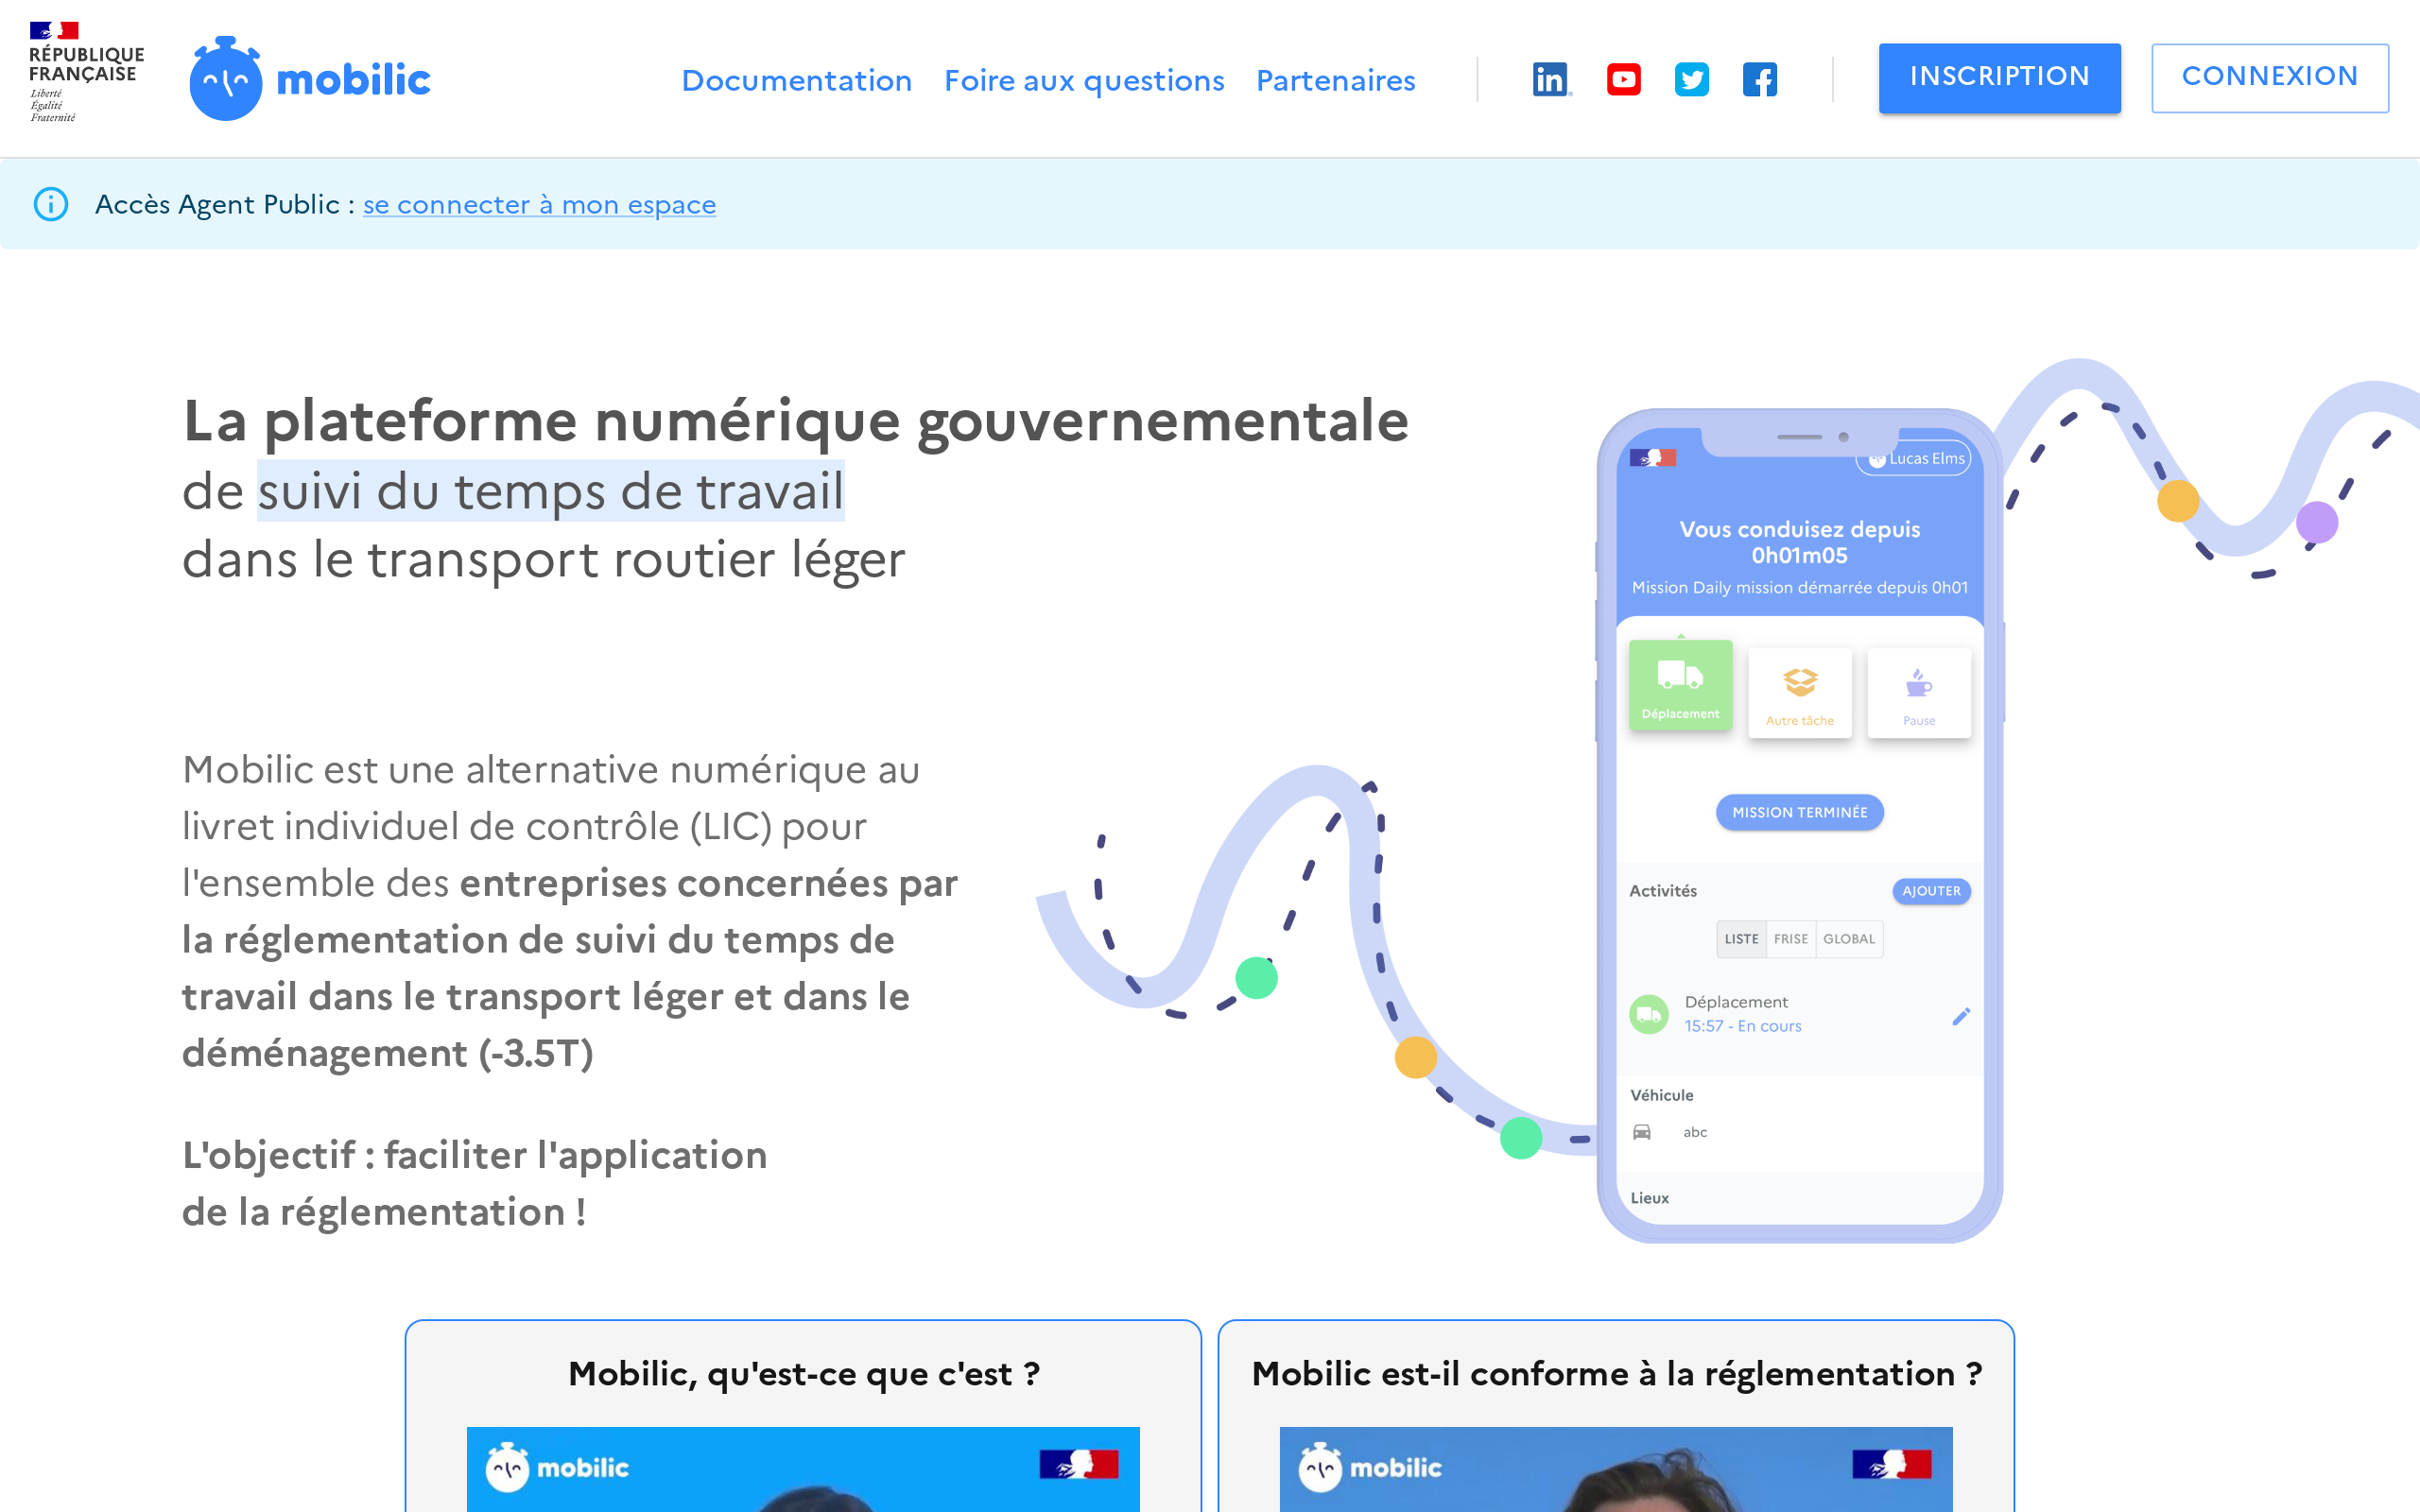 RÉPUBLIQUE
FRANÇAISE
Liberté
Égalité
Fraternité
mobilic
Documentation
Foire aux questions
Partenaires
in
INSCRIPTION
CONNEXION
Accès Agent Public : se connecter à mon espace
La plateforme numérique gouvernementale
de suivi du temps de travail
dans le transport routier léger
Mobilic est une alternative numérique au
livret individuel de contrôle (LIC) pour
l'ensemble des entreprises concernées par
la réglementation de suivi du temps de
travail dans le transport léger et dans le
déménagement (-3.5T)
L'objectif : faciliter l'application
de la réglementation !
Lucas Elms
Vous conduisez depuis
0h01m05
Mission Daily mission démarrée depuis 0h01
Déplacement
Autre tâche
Pause
MISSION TERMINÉE
Activités
AJOUTER
LISTE
FRISE
GLOBAL
Déplacement
15:57 - En cours
Véhicule
abc
Lieux
Mobilic, qu'est-ce que c'est ?
mobilic
Mobilic est-il conforme à la réglementation ?
mobilic